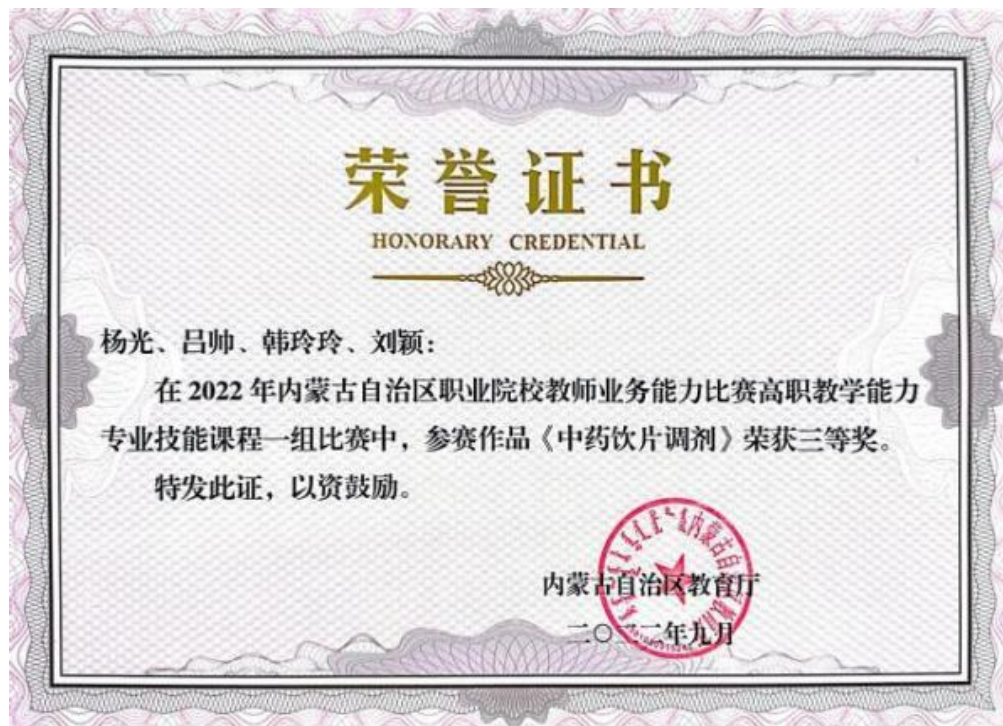 荣誉证书
HONORARY CREDENTIAL
杨光、吕帅、韩玲玲、刘颖：
在 2022 年内蒙古自治区职业院校教师业务能力比赛高职教学能力
专业技能课程一组比赛中，参赛作品《中药饮片调剂》荣获三等奖。
特发此证，以资鼓励。
内蒙古自治区教育厅
二〇二二年九月